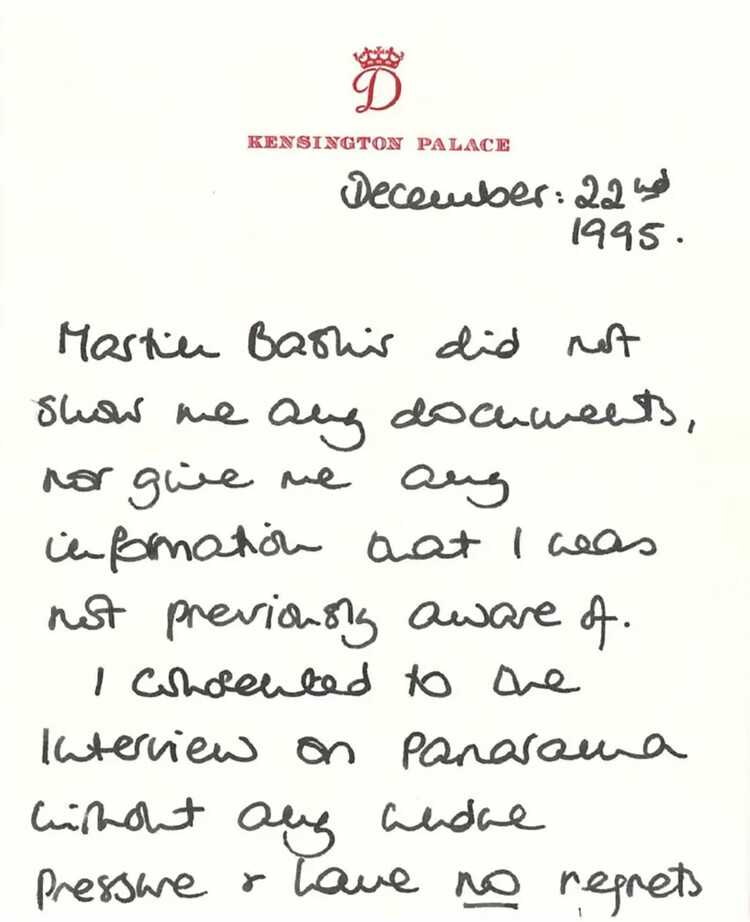 D
KENSINGTON PALACE
December: 22nd
1995.
Martin Bashir did not
show me any documents,
nor give me any
information that I was
not previously aware of.
I consented to the
interview on Panarama
without any undue
pressure & have no regrets